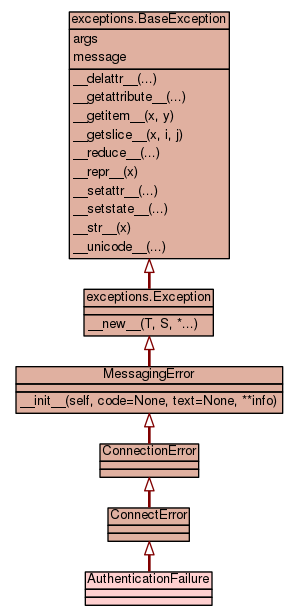 exceptions.BaseException
args
message
__delattr__(...)
__getattribute__(...)
__getitem__(x, y)
__getslice__(x, i, j)
__reduce__(...)
__repr__(x)
__setattr__(...)
__setstate__(...)
__str__(x)
__unicode__(...)
exceptions.Exception
__new__(T, S, *...)
MessagingError
__init__(self, code=None, text=None, **info)
ConnectionError
ConnectError
AuthenticationFailure